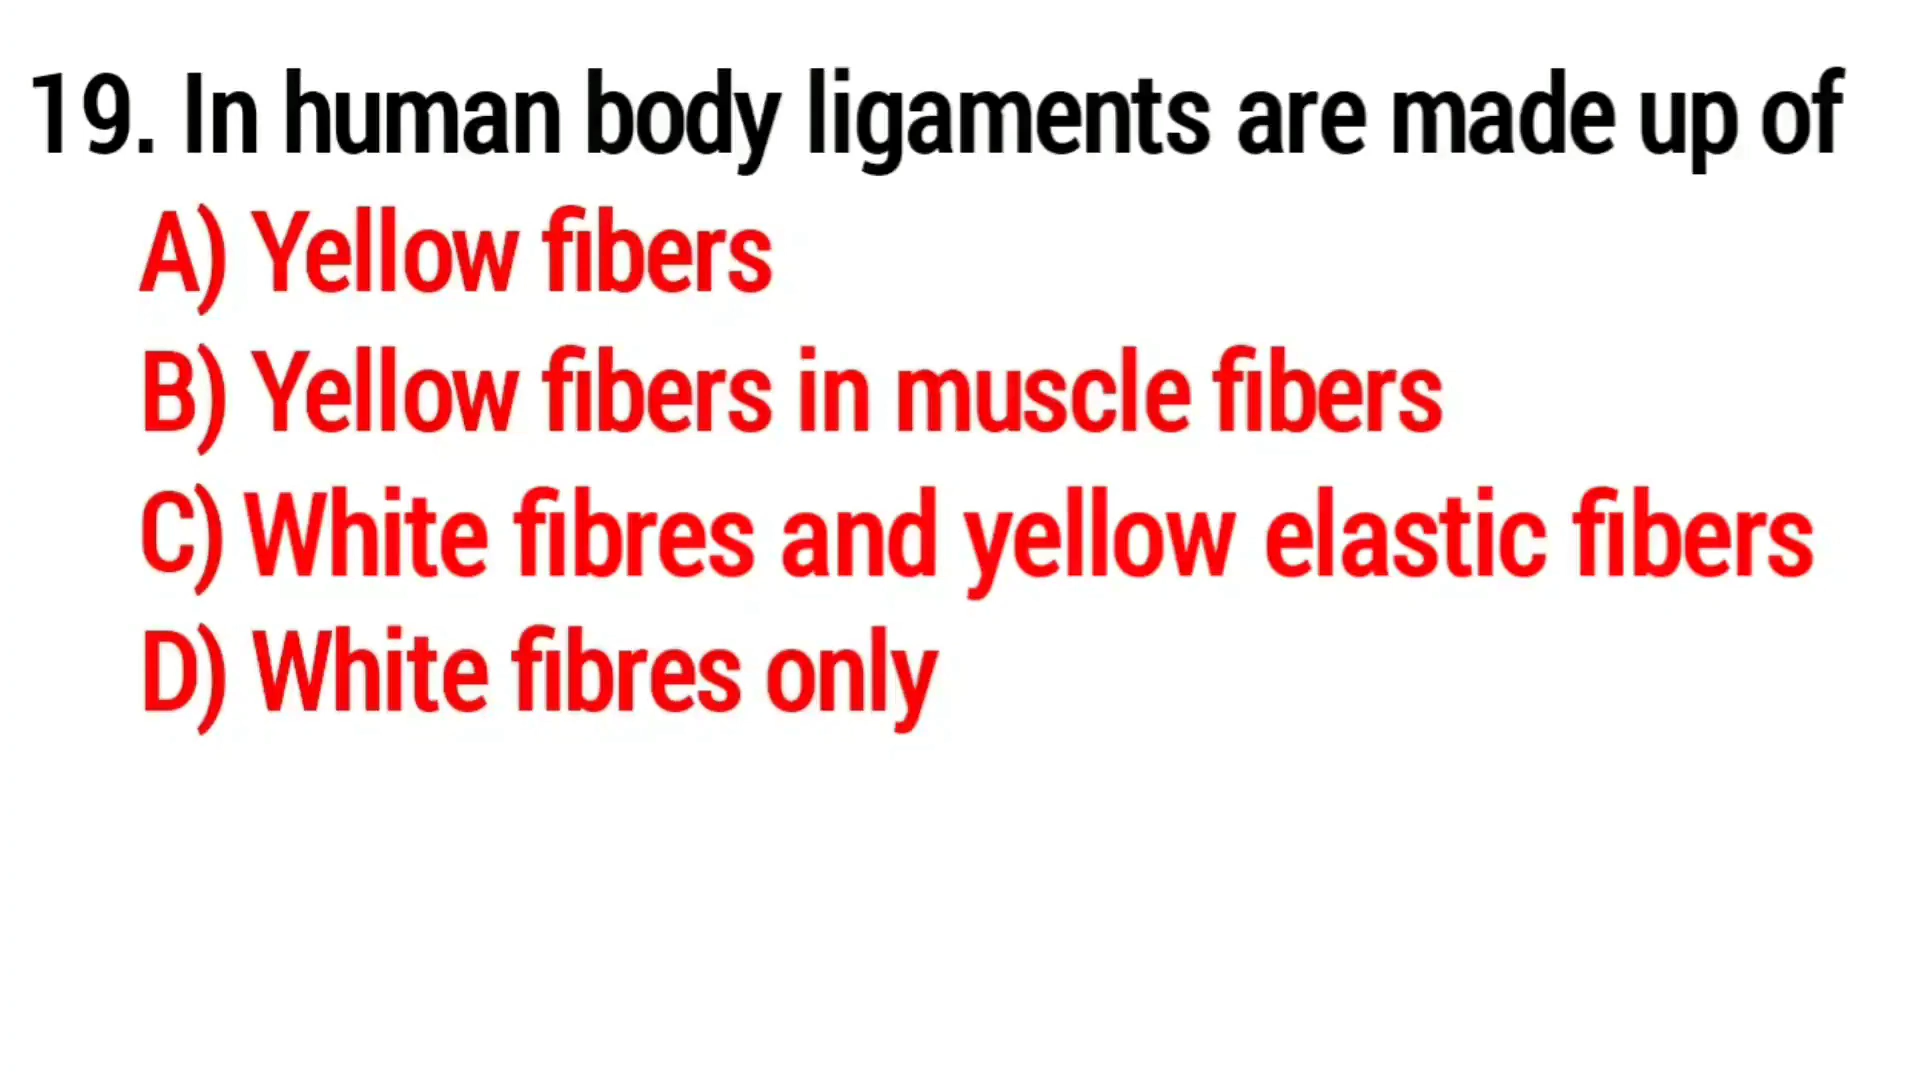 19. In human body ligaments are made up of
A) Yellow fibers
B) Yellow fibers in muscle fibers
C) White fibres and yellow elastic fibers
D) White fibres only